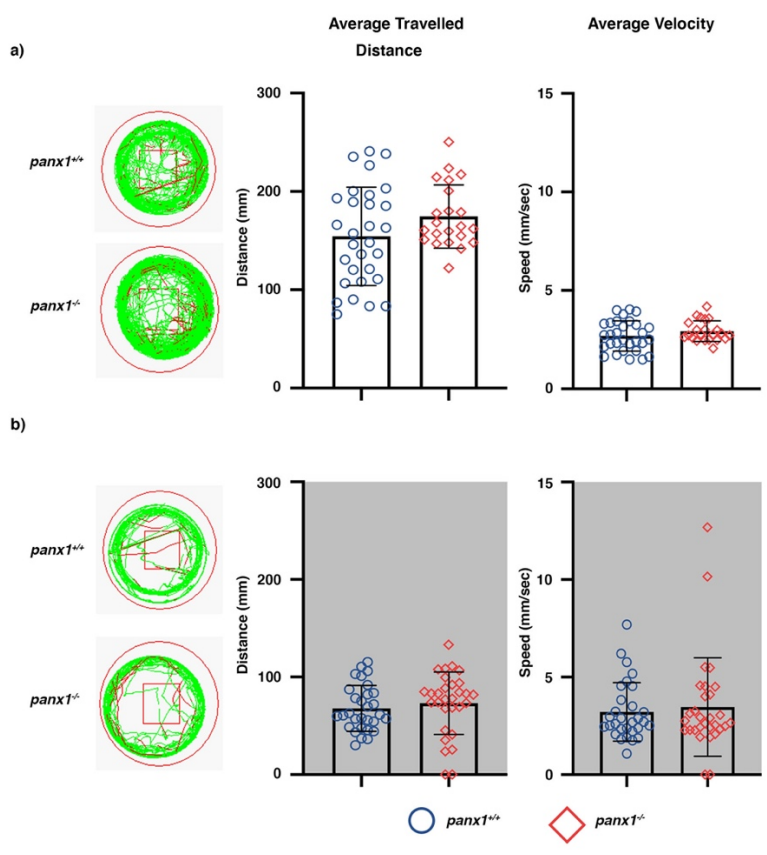 Average Travelled
Distance
Average Velocity
a)
panx1+/+
panx1-/-
Distance (mm)
300
200
100
0
Speed (mm/sec)
15
10
5
0
b)
panx1+/+
panx1-/-
Distance (mm)
300
200
100
0
Speed (mm/sec)
15
10
5
0
panx1+/+
panx1-/-